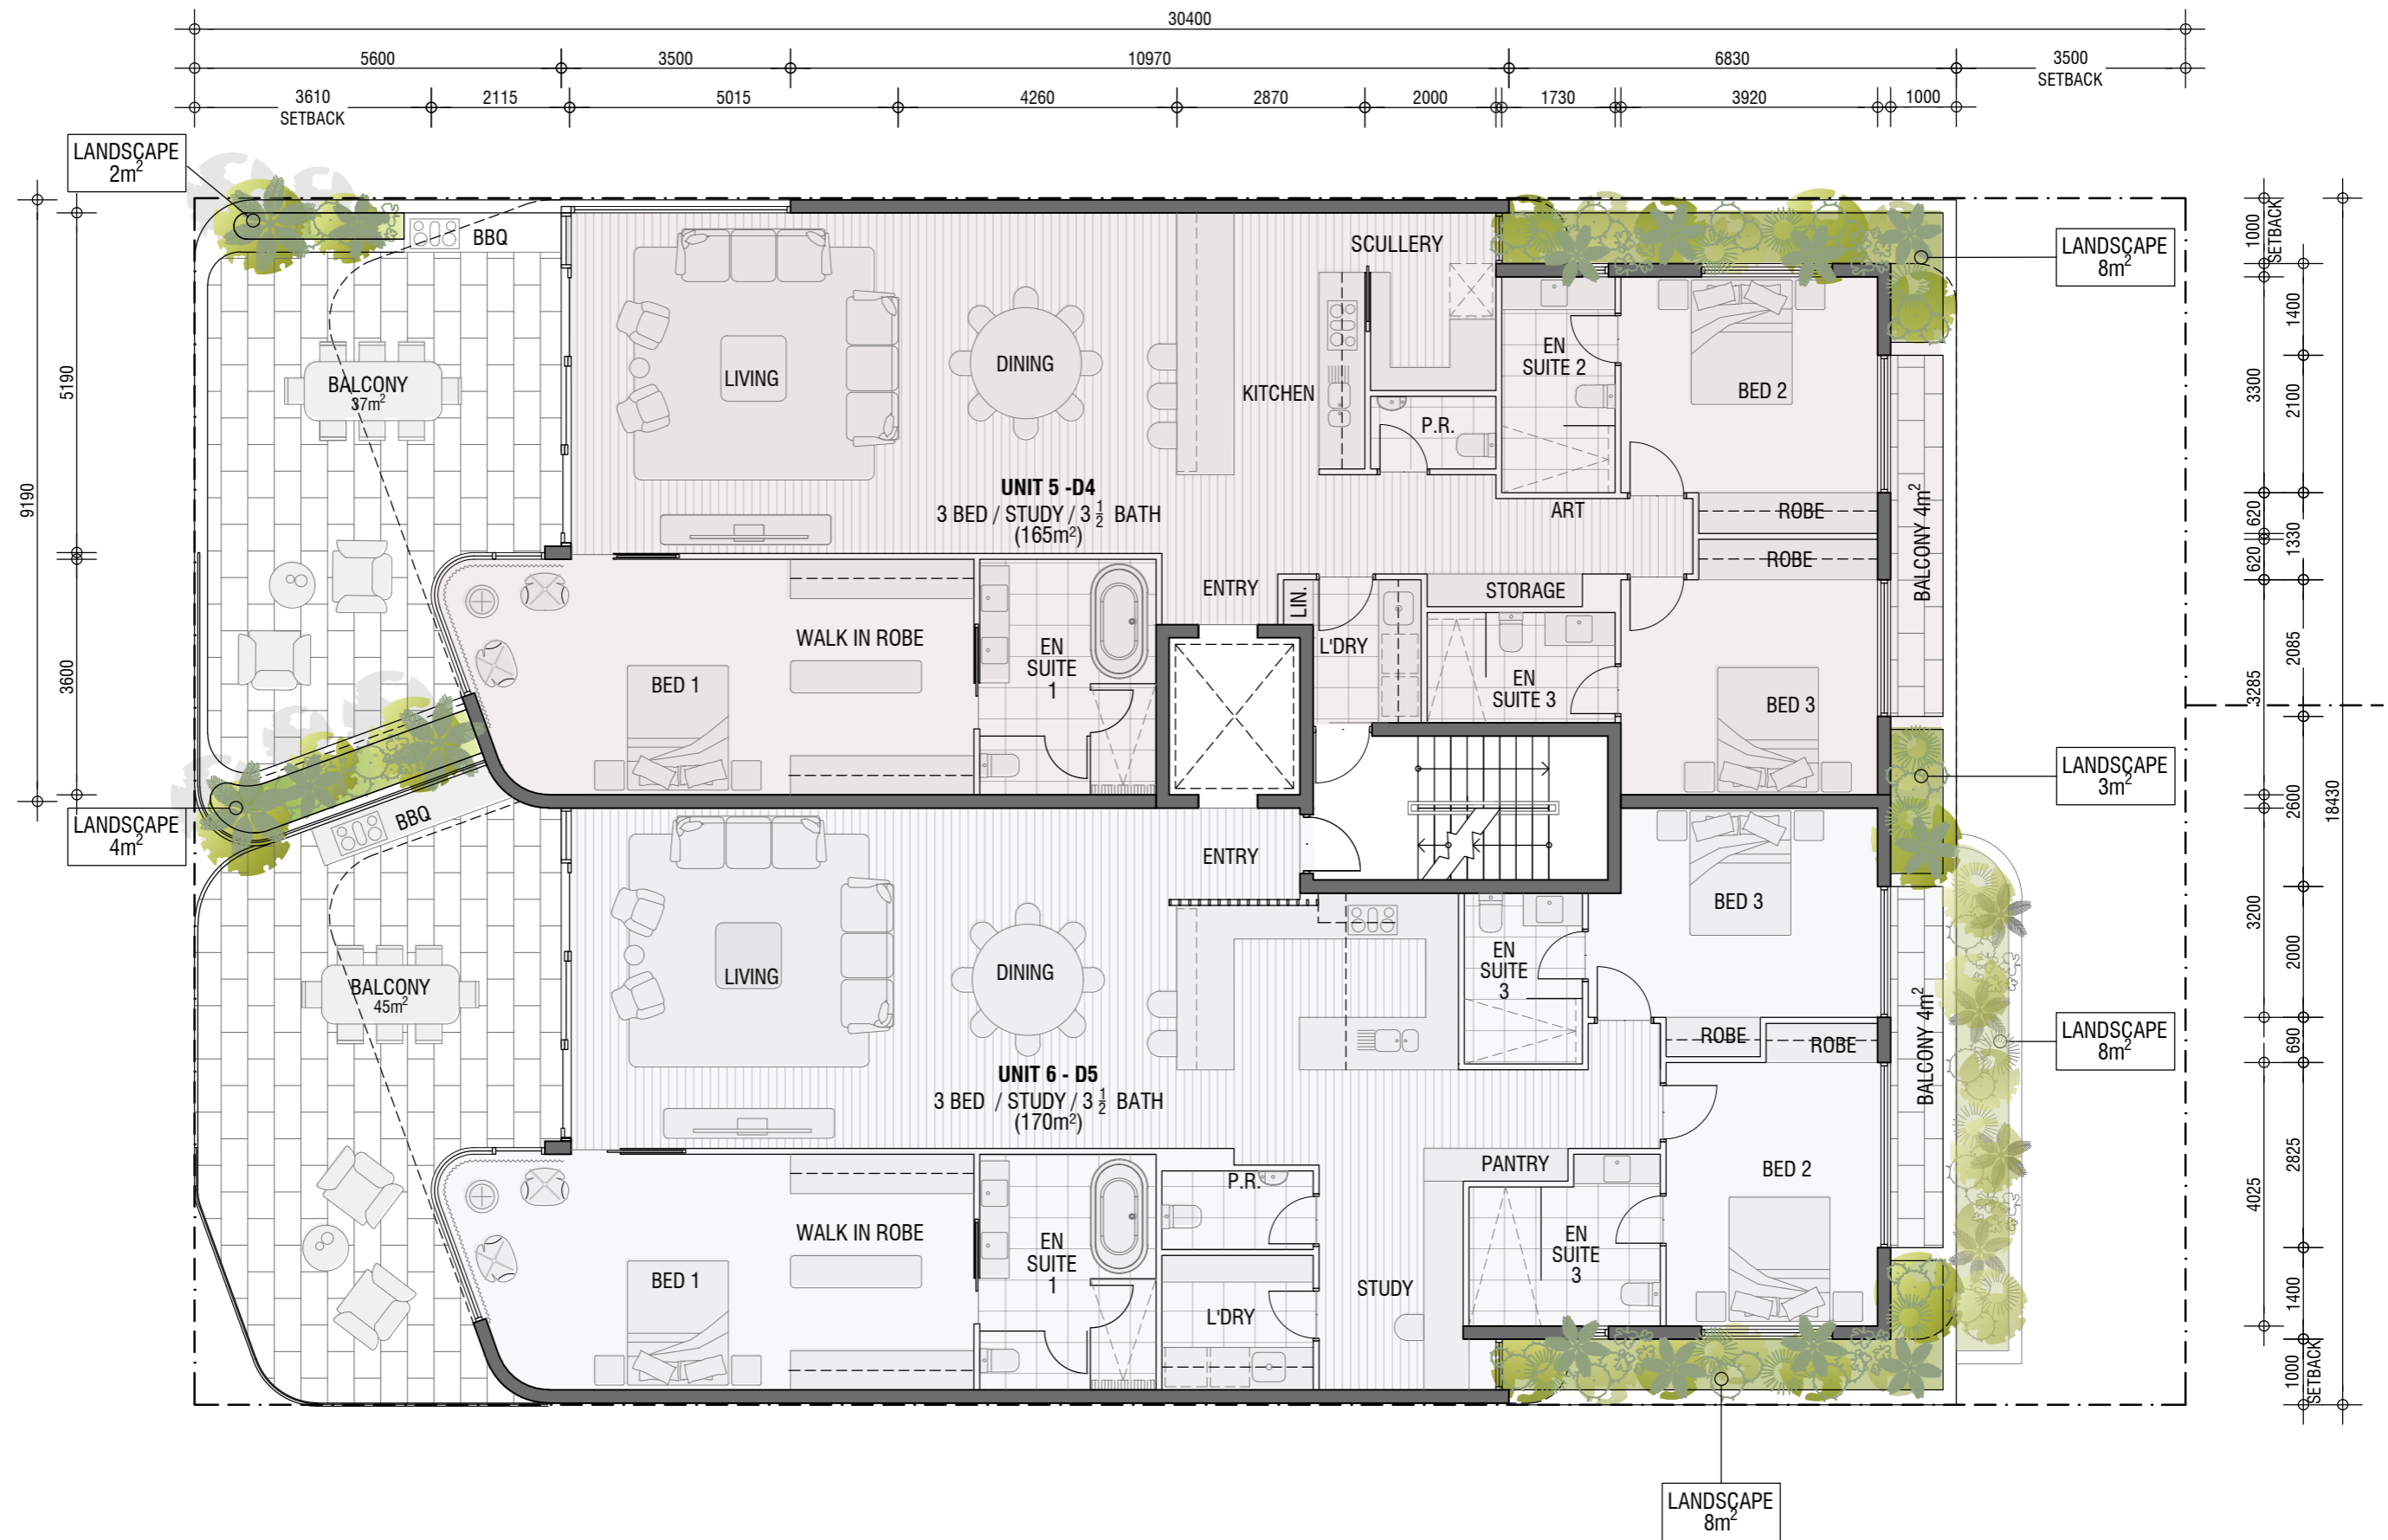 30400
5600
3500
10970
6830
3500
SETBACK
3610
SETBACK
2115
5015
4260
2870
2000
1730
3920
1000
LANDSCAPE
2m²
BBQ
SCULLERY
LANDSCAPE
8m²
1000
SETBACK
1400
3300
2100
9190
5190
BALCONY
37m²
LIVING
DINING
KITCHEN
P.R.
EN
SUITE 2
BED 2
UNIT 5 -D4
3 BED / STUDY / 3 ½ BATH
(165m²)
ART
ROBE
ROBE
BALCONY 4m²
620
620
1330
STORAGE
ENTRY
LIN.
L'DRY
EN
SUITE 3
BED 3
3600
BED 1
WALK IN ROBE
EN
SUITE
1
2085
3285
LANDSCAPE
3m²
2600
18430
LANDSCAPE
4m²
BBQ
ENTRY
BED 3
3200
2000
BALCONY
45m²
LIVING
DINING
EN
SUITE
3
ROBE
ROBE
BALCONY 4m²
LANDSCAPE
8m²
690
UNIT 6 - D5
3 BED / STUDY / 3 ½ BATH
(170m²)
2825
4025
PANTRY
BED 2
P.R.
BED 1
WALK IN ROBE
EN
SUITE
1
L'DRY
STUDY
EN
SUITE
3
1400
1000
SETBACK
LANDSCAPE
8m²